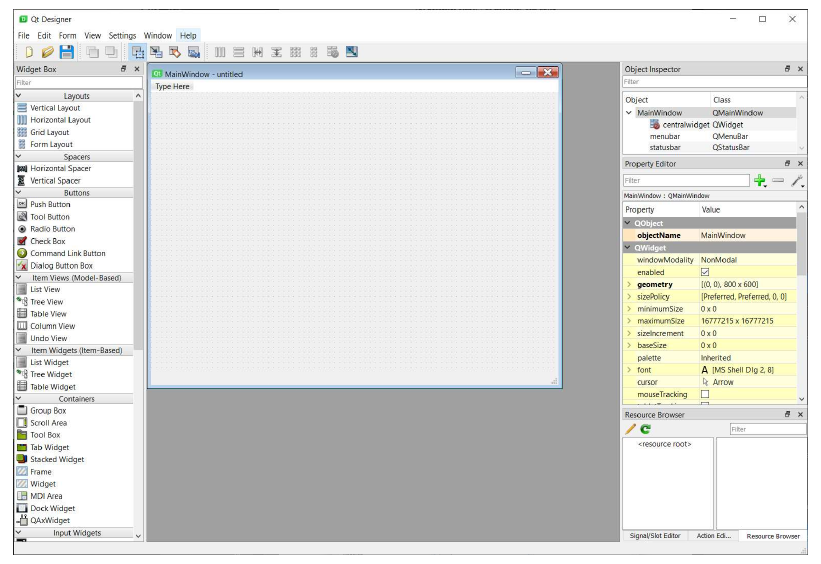 Qt Designer
File Edit Form View Settings Window Help
Widget Box
Filter
Layouts
Vertical Layout
Horizontal Layout
Grid Layout
Form Layout
Spacers
Horizontal Spacer
Vertical Spacer
Buttons
Push Button
Tool Button
Radio Button
Check Box
Command Link Button
Dialog Button Box
Item Views (Model-Based)
List View
Tree View
Table View
Column View
Undo View
Item Widgets (Item-Based)
List Widget
Tree Widget
Table Widget
Containers
Group Box
Scroll Area
Tool Box
Tab Widget
Stacked Widget
Frame
Widget
MDI Area
Dock Widget
QAxWidget
Input Widgets
MainWindow - untitled
Type Here
Object Inspector
Filter
Object Class
MainWindow QMainWindow
centralwidget QWidget
menubar QMenuBar
statusbar QStatusBar
Property Editor
Filter
MainWindow : QMainWindow
Property Value
QObject
objectName MainWindow
QWidget
windowModality NonModal
enabled
geometry [(0, 0), 800 x 600]
sizePolicy [Preferred, Preferred, 0, 0]
minimumSize 0 x 0
maximumSize 16777215 x 16777215
sizeIncrement 0 x 0
baseSize 0 x 0
palette Inherited
font A [MS Shell Dlg 2, 8]
cursor Arrow
mouseTracking
Resource Browser
Filter
<resource root>
Signal/Slot Editor Action Edi... Resource Browser